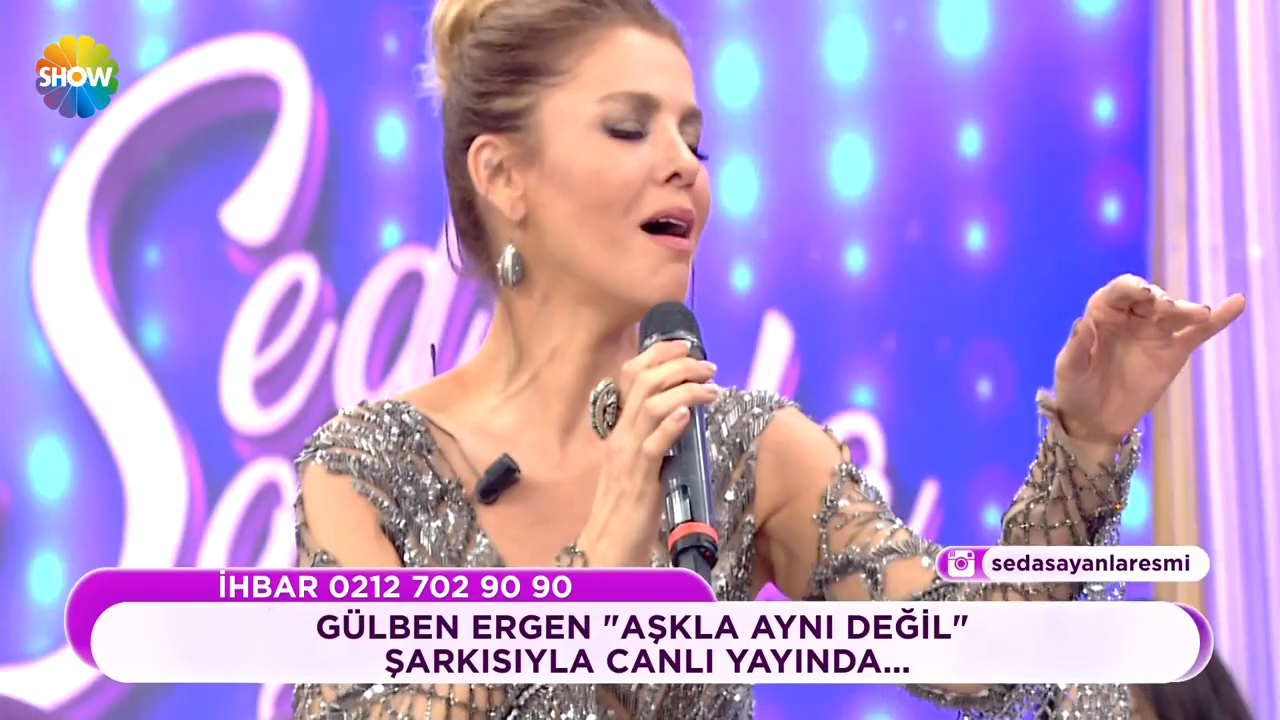 SHOW
İHBAR 0212 702 90 90
sedasayanlaresmi
GÜLBEN ERGEN "AŞKLA AYNI DEĞİL"
ŞARKISIYLA CANLI YAYINDA...